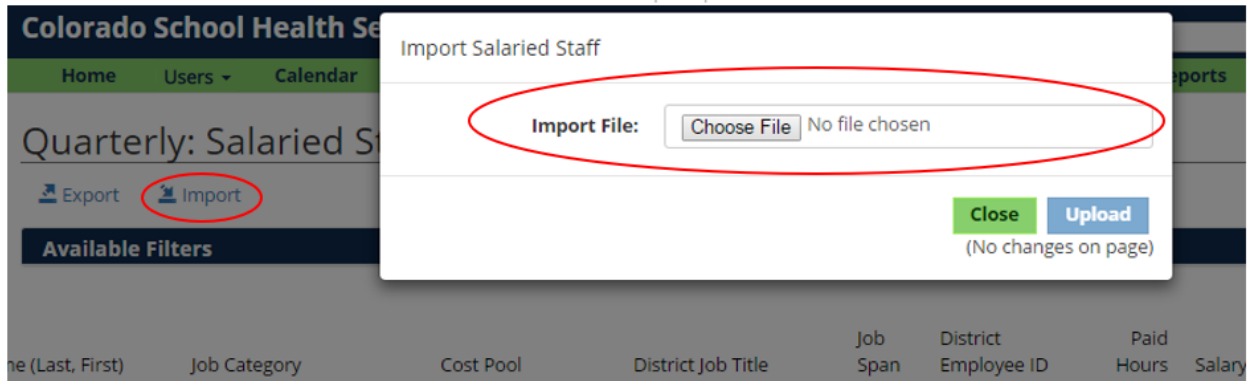 Colorado School Health Se
Home Users Calendar
eports
Quarterly: Salaried St
Export Import
Available Filters
Import Salaried Staff
Import File: Choose File No file chosen
Close Upload
(No changes on page)
ne (Last, First) Job Category Cost Pool District Job Title Job Span District Employee ID Paid Hours Salary